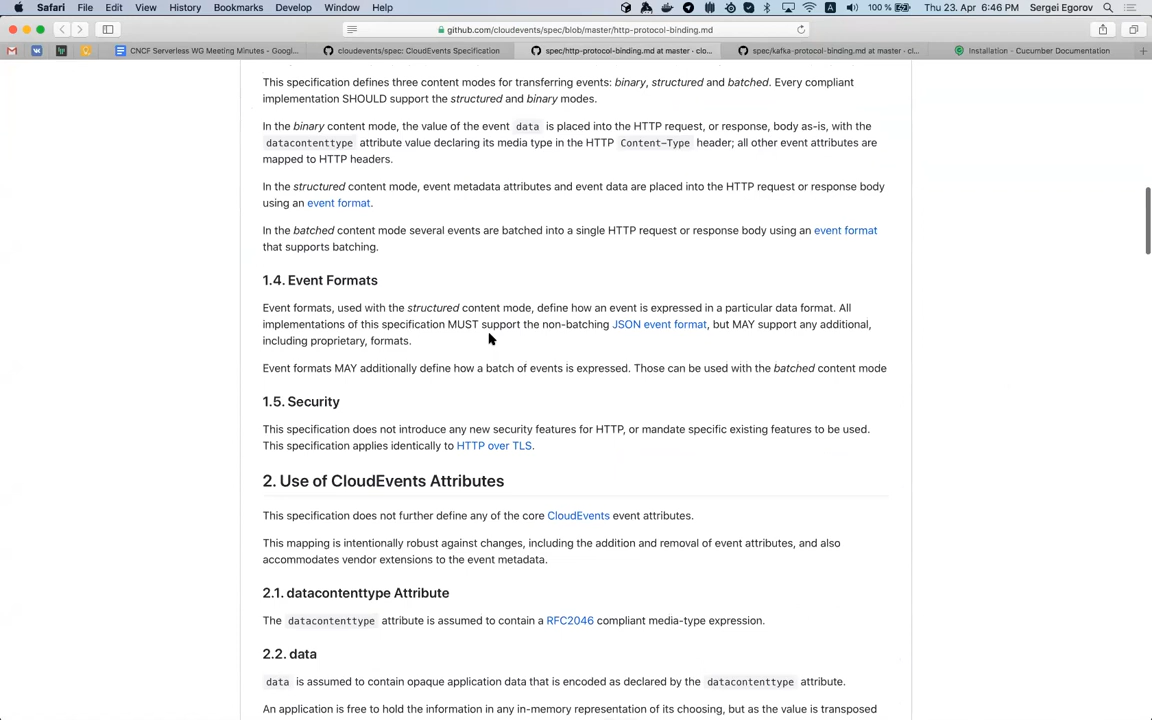 Safari File Edit View History Bookmarks Develop Window Help 100 % Thu 23. Apr 6:46 PM Sergei Egorov
github.com/cloudevents/spec/blob/master/http-protocol-binding.md
CNCF Serverless WG Meeting Minutes - Googl... cloudevents/spec: CloudEvents Specification spec/http-protocol-binding.md at master · clo... spec/kafka-protocol-binding.md at master · cl... Installation - Cucumber Documentation
This specification defines three content modes for transferring events: binary, structured and batched. Every compliant
implementation SHOULD support the structured and binary modes.
In the binary content mode, the value of the event data is placed into the HTTP request, or response, body as-is, with the
datacontenttype attribute value declaring its media type in the HTTP Content-Type header; all other event attributes are
mapped to HTTP headers.
In the structured content mode, event metadata attributes and event data are placed into the HTTP request or response body
using an event format.
In the batched content mode several events are batched into a single HTTP request or response body using an event format
that supports batching.
1.4. Event Formats
Event formats, used with the structured content mode, define how an event is expressed in a particular data format. All
implementations of this specification MUST support the non-batching JSON event format, but MAY support any additional,
including proprietary, formats.
Event formats MAY additionally define how a batch of events is expressed. Those can be used with the batched content mode
1.5. Security
This specification does not introduce any new security features for HTTP, or mandate specific existing features to be used.
This specification applies identically to HTTP over TLS.
2. Use of CloudEvents Attributes
This specification does not further define any of the core CloudEvents event attributes.
This mapping is intentionally robust against changes, including the addition and removal of event attributes, and also
accommodates vendor extensions to the event metadata.
2.1. datacontenttype Attribute
The datacontenttype attribute is assumed to contain a RFC2046 compliant media-type expression.
2.2. data
data is assumed to contain opaque application data that is encoded as declared by the datacontenttype attribute.
An application is free to hold the information in any in-memory representation of its choosing, but as the value is transposed